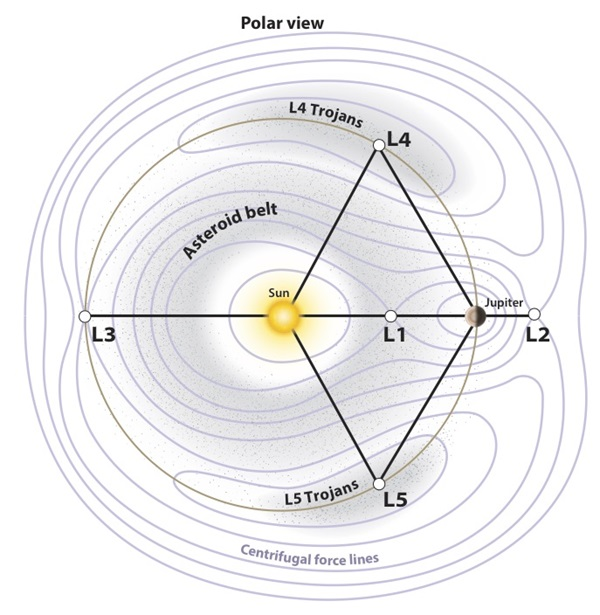 Polar view
L4 Trojans
L4
Asteroid belt
Sun
Jupiter
L3
L1
L2
L5 Trojans
L5
Centrifugal force lines